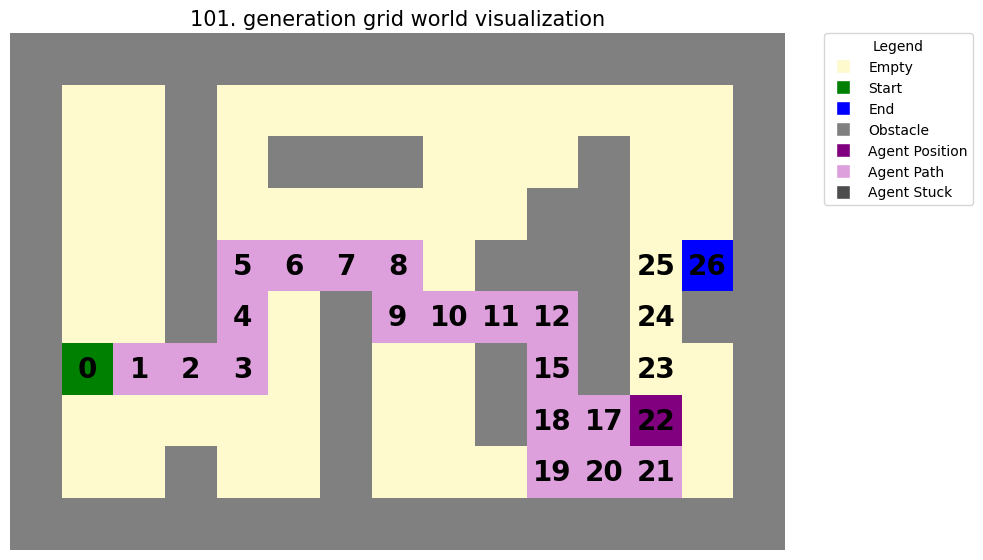 101. generation grid world visualization
Legend
Empty
Start
End
Obstacle
Agent Position
Agent Path
Agent Stuck
5 6 7 8 25 26
4 9 10 11 12 24
0 1 2 3 15 23
18 17 22
19 20 21